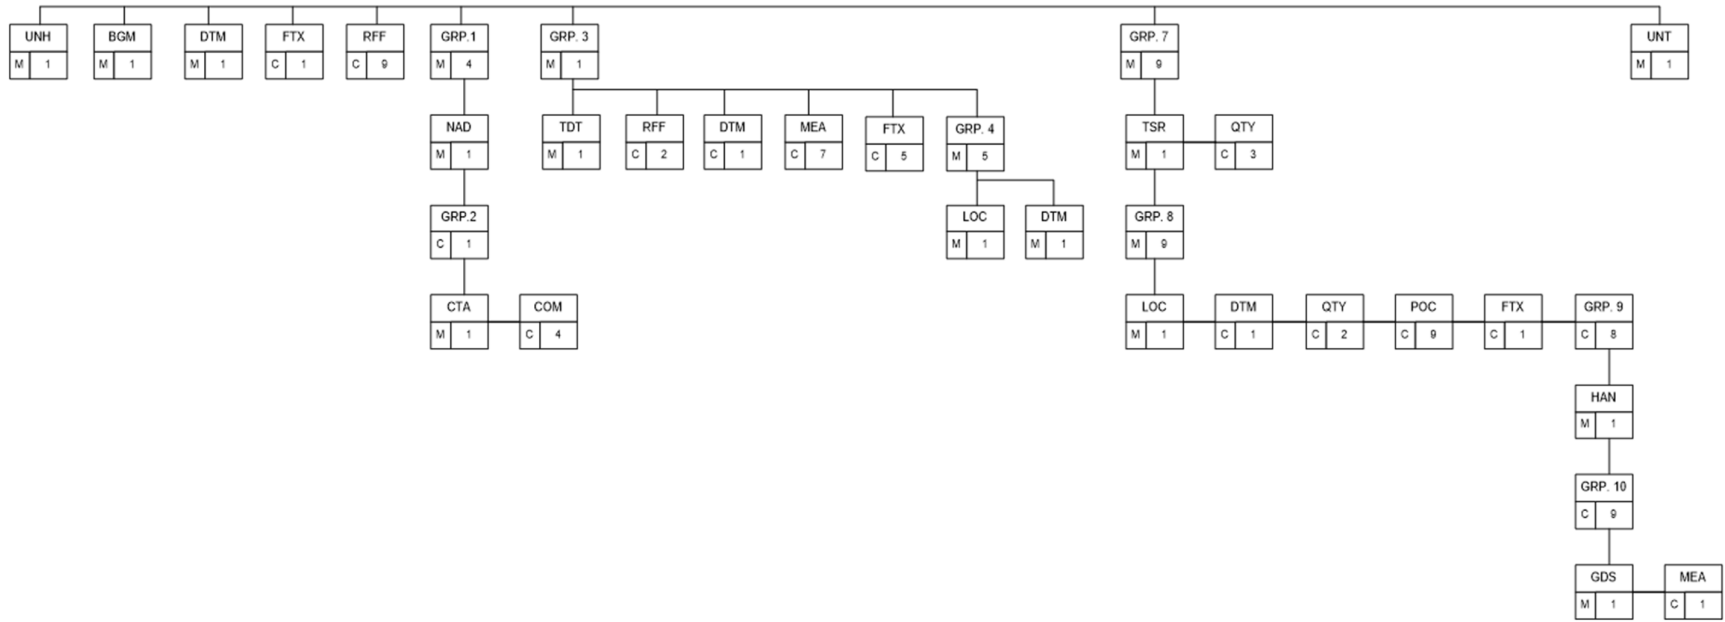 UNH BGM DTM FTX RFF GRP.1 GRP. 3 GRP. 7 UNT
M 1 M 1 M 1 C 1 C 9 M 4 M 1 M 9 M 1
NAD TDT RFF DTM MEA FTX GRP. 4 TSR QTY
M 1 M 1 C 2 C 1 C 7 C 5 M 5 M 1 C 3
GRP.2 LOC DTM GRP. 8
C 1 M 1 M 1 M 9
CTA COM LOC DTM QTY POC FTX GRP. 9
M 1 C 4 M 1 C 1 C 2 C 9 C 1 C 8
HAN
M 1
GRP. 10
C 9
GDS MEA
M 1 C 1